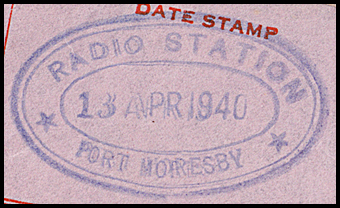 DATE STAMP
RADIO STATION
13 APR 1940
PORT MORESBY